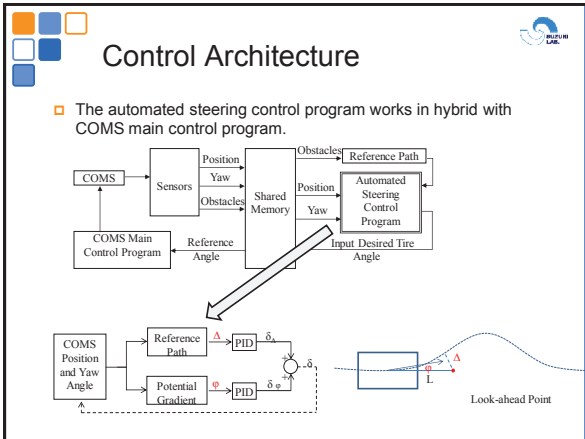 SUZUKI
LAB.
Control Architecture
The automated steering control program works in hybrid with
COMS main control program.
COMS
Sensors
Position
Yaw
Obstacles
Shared
Memory
Obstacles
Reference Path
Position
Yaw
Automated
Steering
Control
Program
COMS Main
Control Program
Reference
Angle
Input Desired Tire
Angle
COMS
Position
and Yaw
Angle
Reference
Path
Δ
PID
δΔ
+
δ
Potential
Gradient
φ
PID
δφ
+
Δ
φ
L
Look-ahead Point